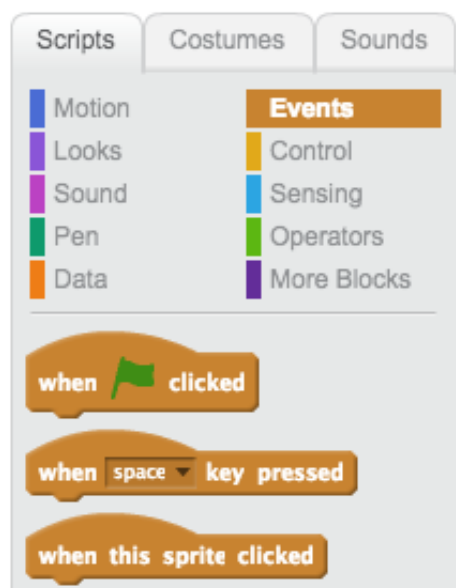 Scripts Costumes Sounds
Motion Events
Looks Control
Sound Sensing
Pen Operators
Data More Blocks
when clicked
when space key pressed
when this sprite clicked